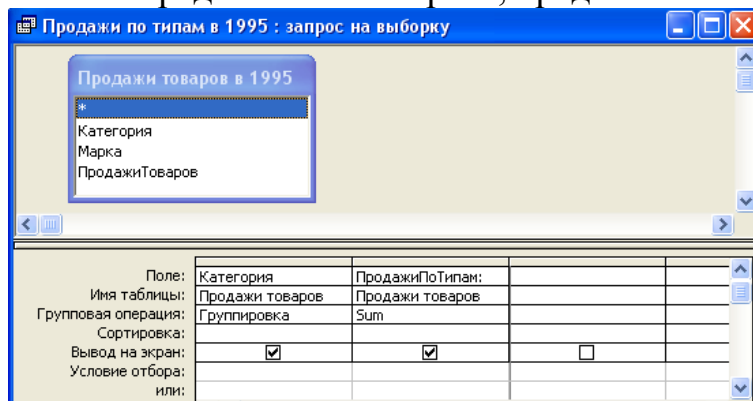 Продажи по типам в 1995 : запрос на выборку
Продажи товаров в 1995
*
Категория
Марка
ПродажиТоваров
Поле: Категория ПродажиПоТипам:
Имя таблицы: Продажи товаров Продажи товаров
Групповая операция: Группировка Sum
Сортировка:
Вывод на экран:
Условие отбора:
или: